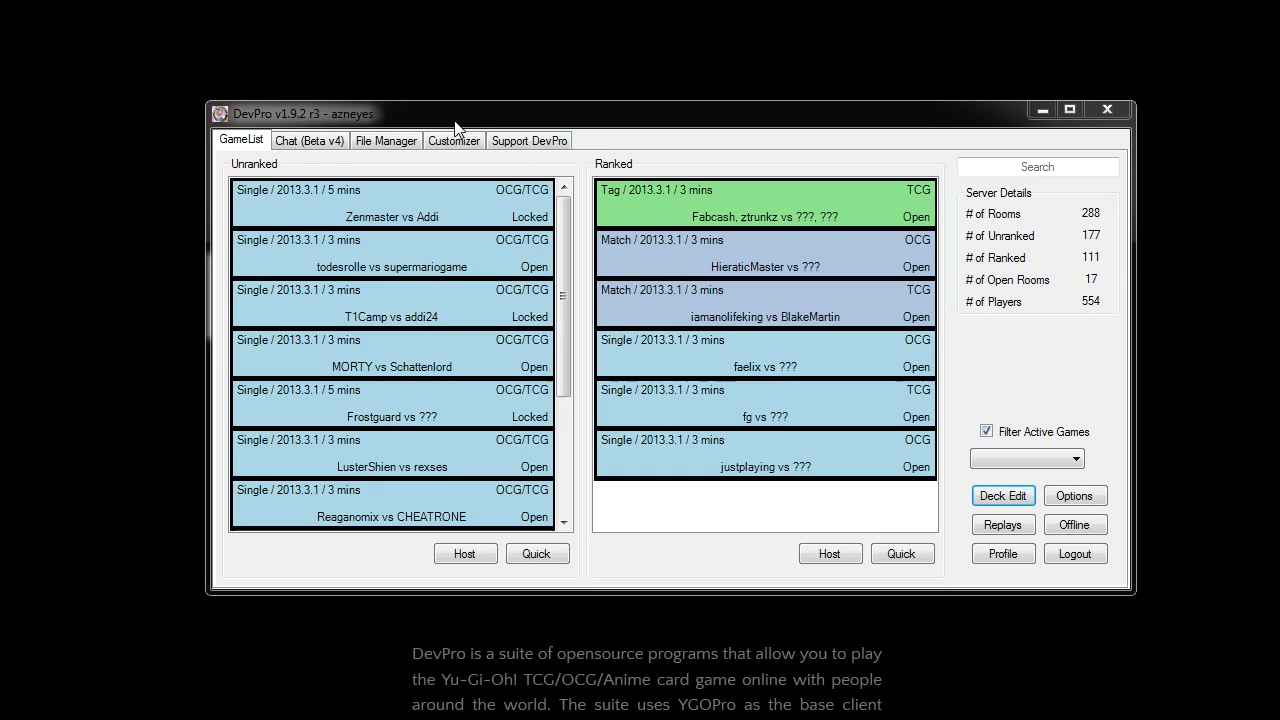 DevPro v1.9.2 r3 - azneyes
GameList Chat (Beta v4) File Manager Customizer Support DevPro
Unranked
Single / 2013.3.1 / 5 mins OCG/TCG
Zenmaster vs Addi Locked
Single / 2013.3.1 / 3 mins OCG/TCG
todesrolle vs supermariogame Open
Single / 2013.3.1 / 3 mins OCG/TCG
T1Camp vs addi24 Locked
Single / 2013.3.1 / 3 mins OCG/TCG
MORTY vs Schattenlord Open
Single / 2013.3.1 / 5 mins OCG/TCG
Frostguard vs ??? Locked
Single / 2013.3.1 / 3 mins OCG/TCG
LusterShien vs rexses Open
Single / 2013.3.1 / 3 mins OCG/TCG
Reaganomix vs CHEATRONE Open
Host Quick
Ranked
Tag / 2013.3.1 / 3 mins TCG
Fabcash, ztrunkz vs ???, ??? Open
Match / 2013.3.1 / 3 mins OCG
HieraticMaster vs ??? Open
Match / 2013.3.1 / 3 mins TCG
iamanolifeking vs BlakeMartin Open
Single / 2013.3.1 / 3 mins OCG
faelix vs ??? Open
Single / 2013.3.1 / 3 mins TCG
fg vs ??? Open
Single / 2013.3.1 / 3 mins OCG
justplaying vs ??? Open
Host Quick
Search
Server Details
# of Rooms 288
# of Unranked 177
# of Ranked 111
# of Open Rooms 17
# of Players 554
Filter Active Games
Deck Edit Options
Replays Offline
Profile Logout
DevPro is a suite of opensource programs that allow you to play
the Yu-Gi-Oh! TCG/OCG/Anime card game online with people
around the world. The suite uses YGOPro as the base client